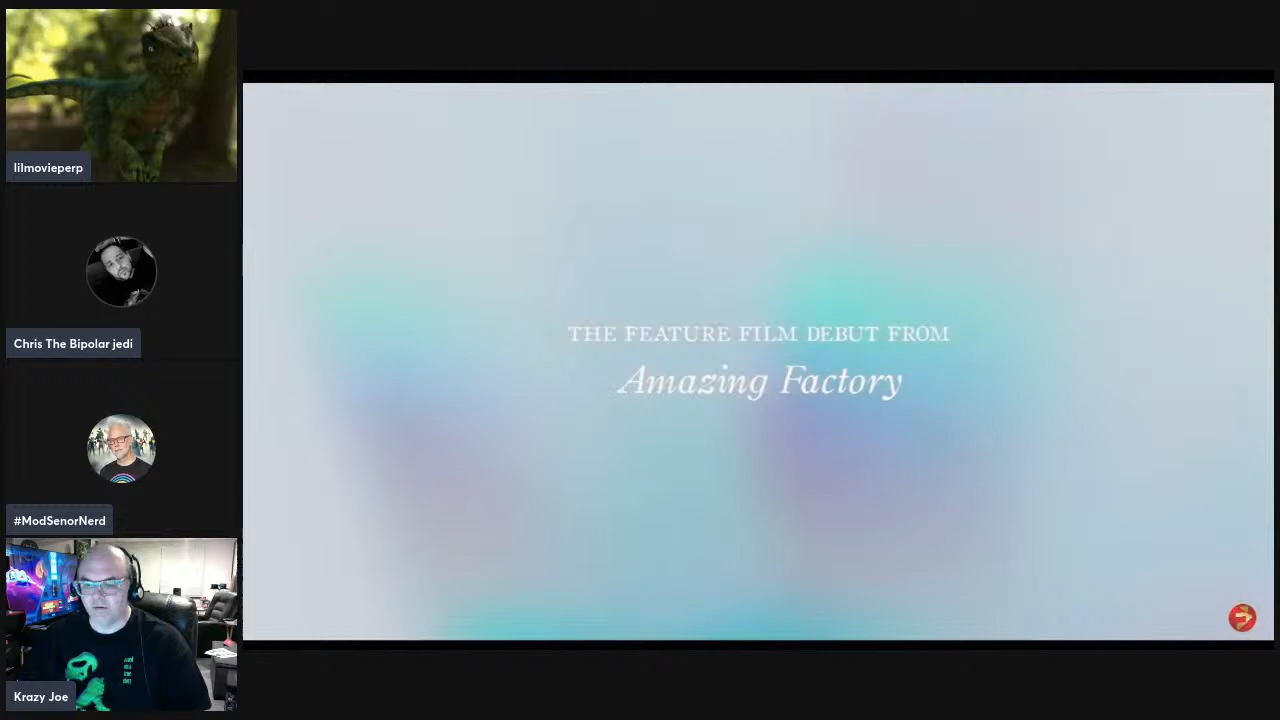 lilmovieperp
Chris The Bipolar jedi
#ModSenorNerd
Krazy Joe
THE FEATURE FILM DEBUT FROM
Amazing Factory